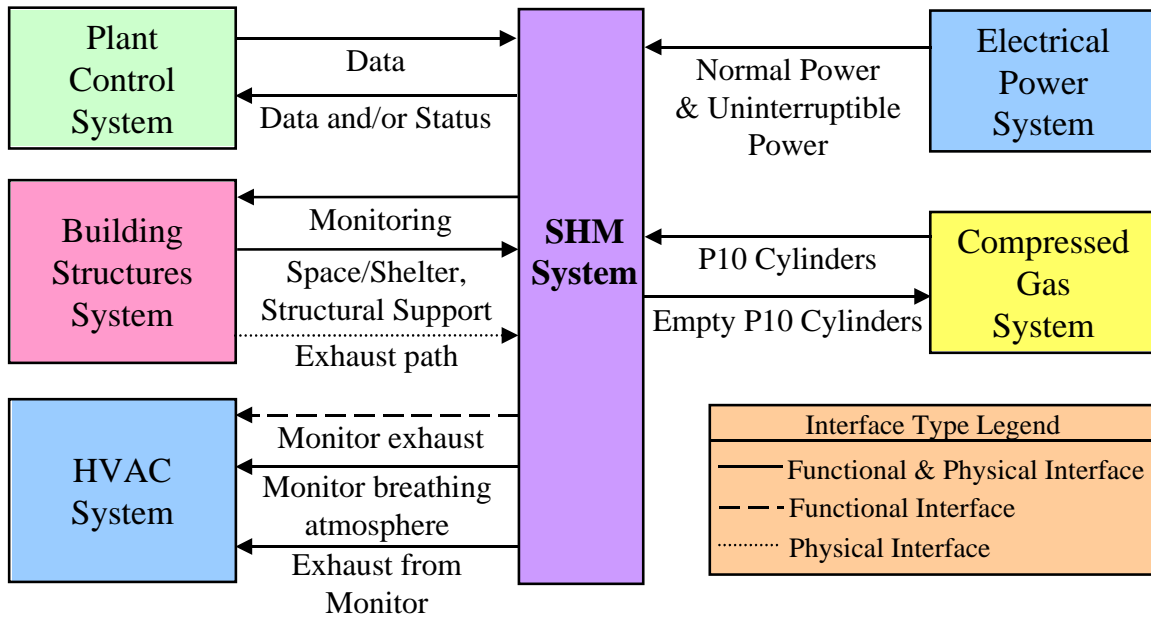 Plant
Control
System
Data
Data and/or Status
Building
Structures
System
Monitoring
Space/Shelter,
Structural Support
Exhaust path
HVAC
System
Monitor exhaust
Monitor breathing
atmosphere
Exhaust from
Monitor
SHM
System
Normal Power
& Uninterruptible
Power
Electrical
Power
System
P10 Cylinders
Empty P10 Cylinders
Compressed
Gas
System
Interface Type Legend
Functional & Physical Interface
Functional Interface
Physical Interface